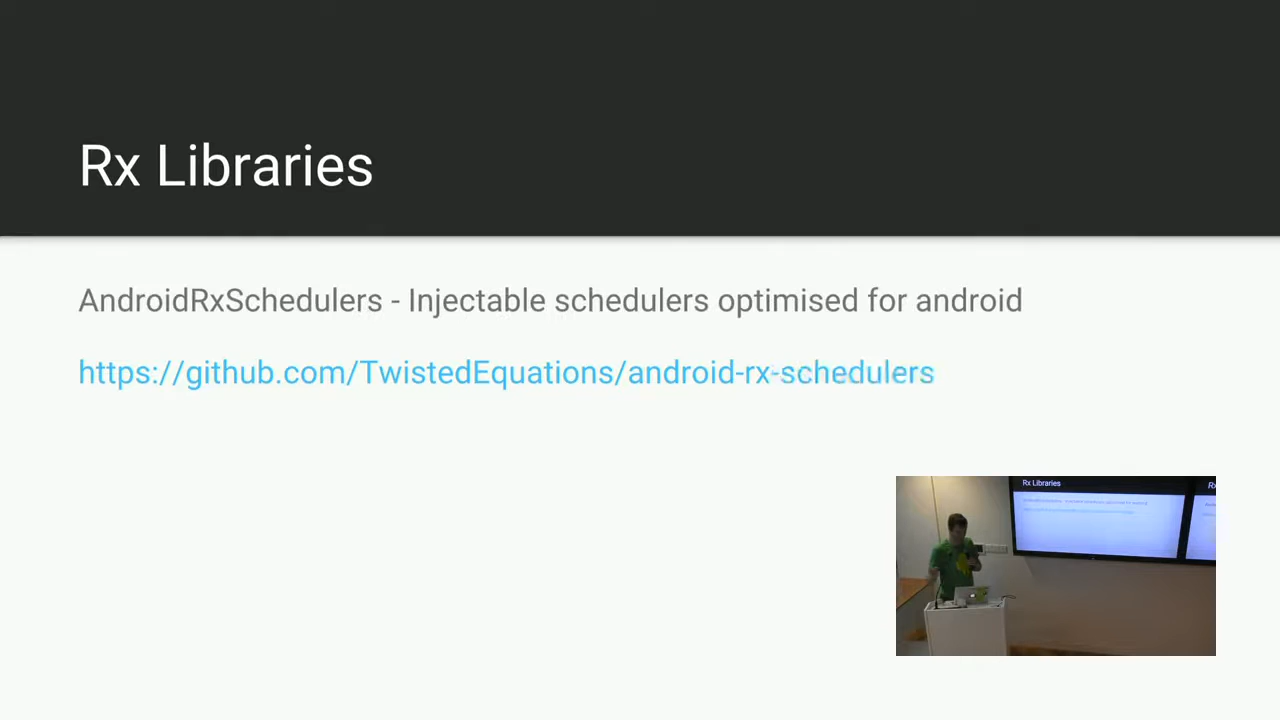 Rx Libraries
AndroidRxSchedulers - Injectable schedulers optimised for android
https://github.com/TwistedEquations/android-rx-schedulers
Rx Libraries